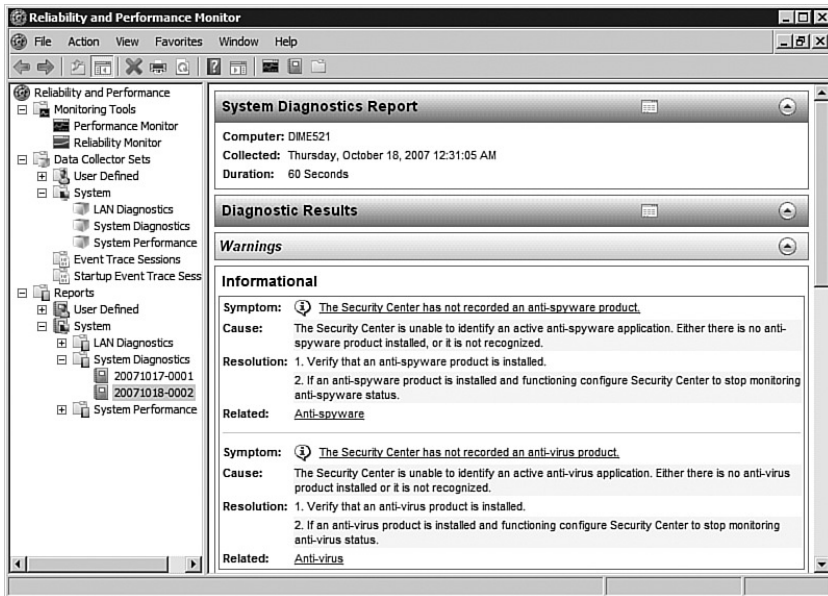 Reliability and Performance Monitor
File Action View Favorites Window Help
Reliability and Performance
Monitoring Tools
Performance Monitor
Reliability Monitor
Data Collector Sets
User Defined
System
LAN Diagnostics
System Diagnostics
System Performance
Event Trace Sessions
Startup Event Trace Sess
Reports
User Defined
System
LAN Diagnostics
System Diagnostics
20071017-0001
20071018-0002
System Performance
System Diagnostics Report
Computer: DIME521
Collected: Thursday, October 18, 2007 12:31:05 AM
Duration: 60 Seconds
Diagnostic Results
Warnings
Informational
Symptom: The Security Center has not recorded an anti-spyware product.
Cause: The Security Center is unable to identify an active anti-spyware application. Either there is no anti-
spyware product installed, or it is not recognized.
Resolution: 1. Verify that an anti-spyware product is installed.
2. If an anti-spyware product is installed and functioning configure Security Center to stop monitoring
anti-spyware status.
Related: Anti-spyware
Symptom: The Security Center has not recorded an anti-virus product.
Cause: The Security Center is unable to identify an active anti-virus application. Either there is no anti-virus
product installed or it is not recognized.
Resolution: 1. Verify that an anti-virus product is installed.
2. If an anti-virus product is installed and functioning configure Security Center to stop monitoring
anti-virus status.
Related: Anti-virus